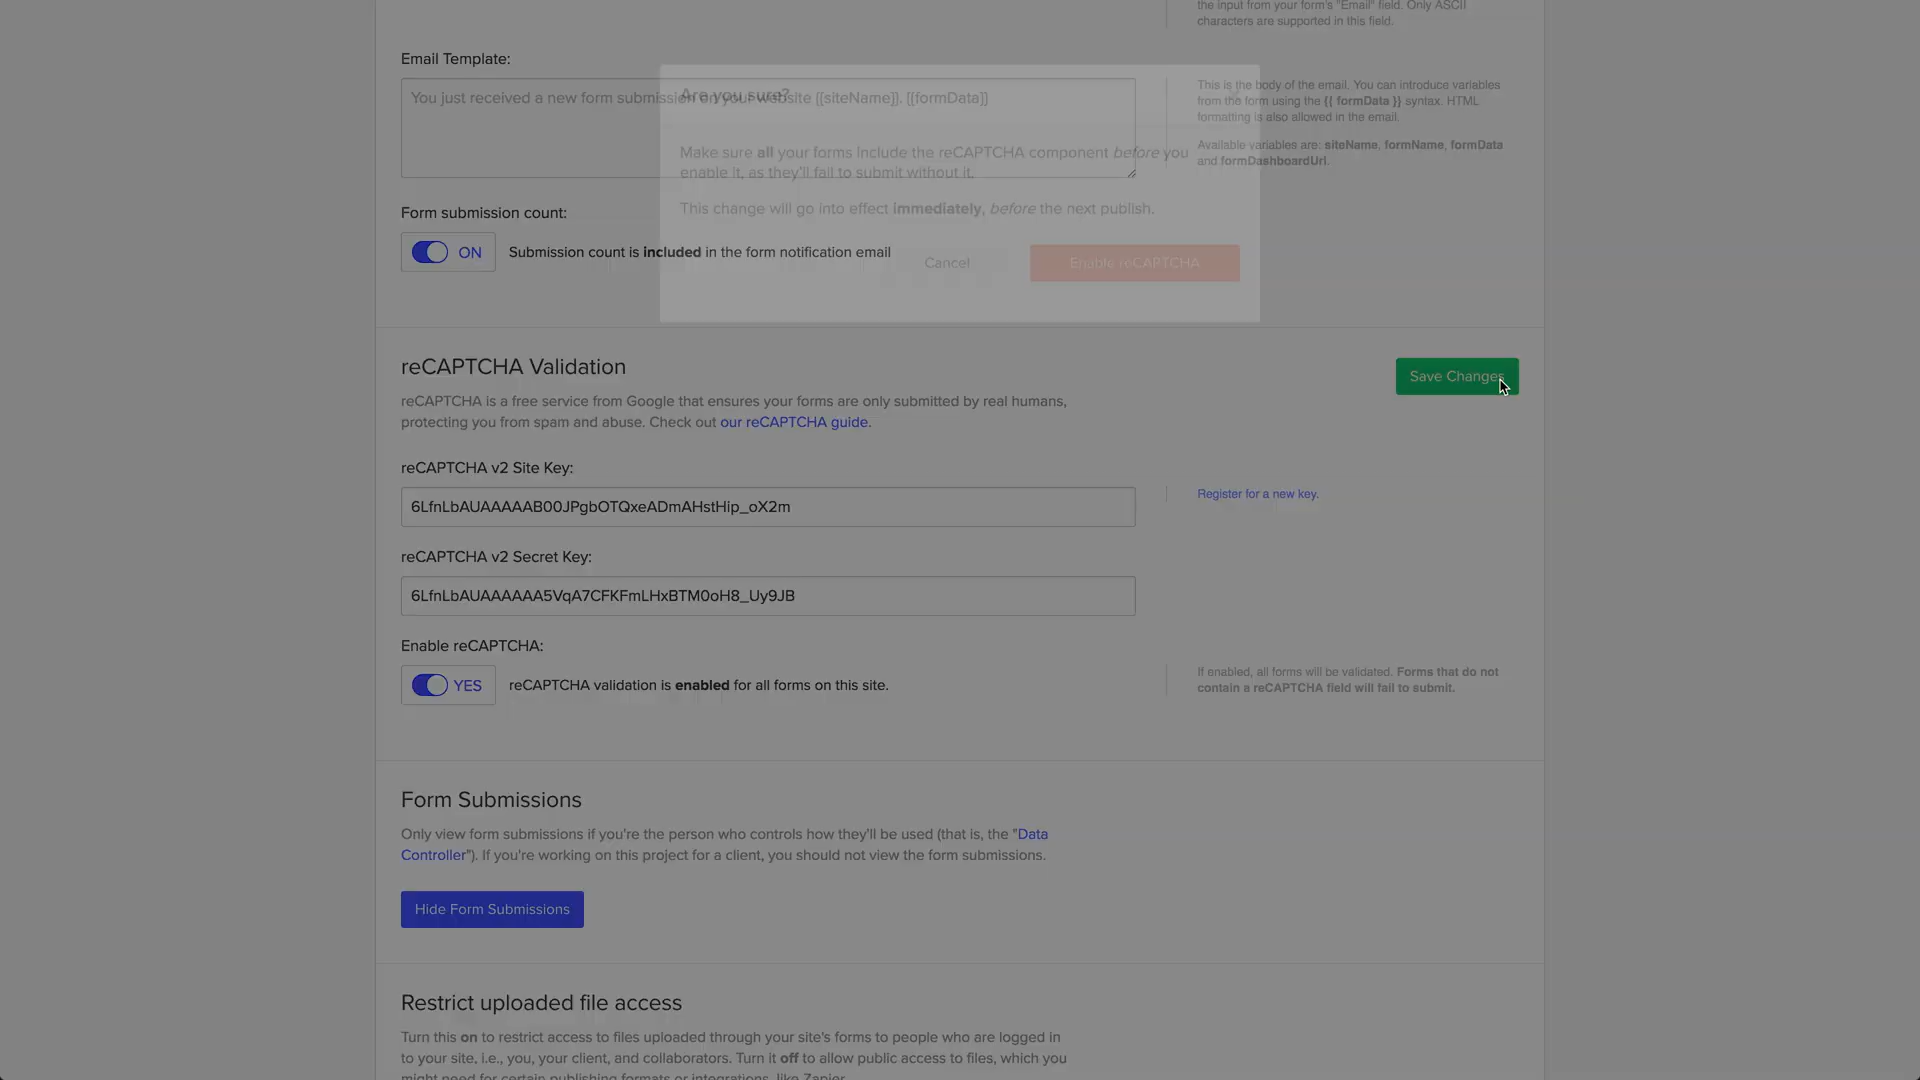 the input from your form's "Email" field. Only ASCII
characters are supported in this field.
Email Template:
You just received a new form submission on your website {{siteName}}. {{formData}}
This is the body of the email. You can introduce variables
from the form using the {{ formData }} syntax. HTML
formatting is also allowed in the email.
Available variables are: siteName, formName, formData
and formDashboardUrl.
Are you sure?
Make sure all your forms include the reCAPTCHA component before you
enable it, as they'll fail to submit without it.
This change will go into effect immediately, before the next publish.
Cancel
Enable reCAPTCHA
Form submission count:
ON
Submission count is included in the form notification email
reCAPTCHA Validation
Save Changes
reCAPTCHA is a free service from Google that ensures your forms are only submitted by real humans,
protecting you from spam and abuse. Check out our reCAPTCHA guide.
reCAPTCHA v2 Site Key:
6LfnLbAUAAAAAB00JPgbOTQxeADmAHstHip_oX2m
Register for a new key.
reCAPTCHA v2 Secret Key:
6LfnLbAUAAAAAA5VqA7CFKFmLHxBTM0oH8_Uy9JB
Enable reCAPTCHA:
YES
reCAPTCHA validation is enabled for all forms on this site.
If enabled, all forms will be validated. Forms that do not
contain a reCAPTCHA field will fail to submit.
Form Submissions
Only view form submissions if you're the person who controls how they'll be used (that is, the "Data
Controller"). If you're working on this project for a client, you should not view the form submissions.
Hide Form Submissions
Restrict uploaded file access
Turn this on to restrict access to files uploaded through your site's forms to people who are logged in
to your site, i.e., you, your client, and collaborators. Turn it off to allow public access to files, which you
might need for certain publishing formats or integrations, like Zapier.